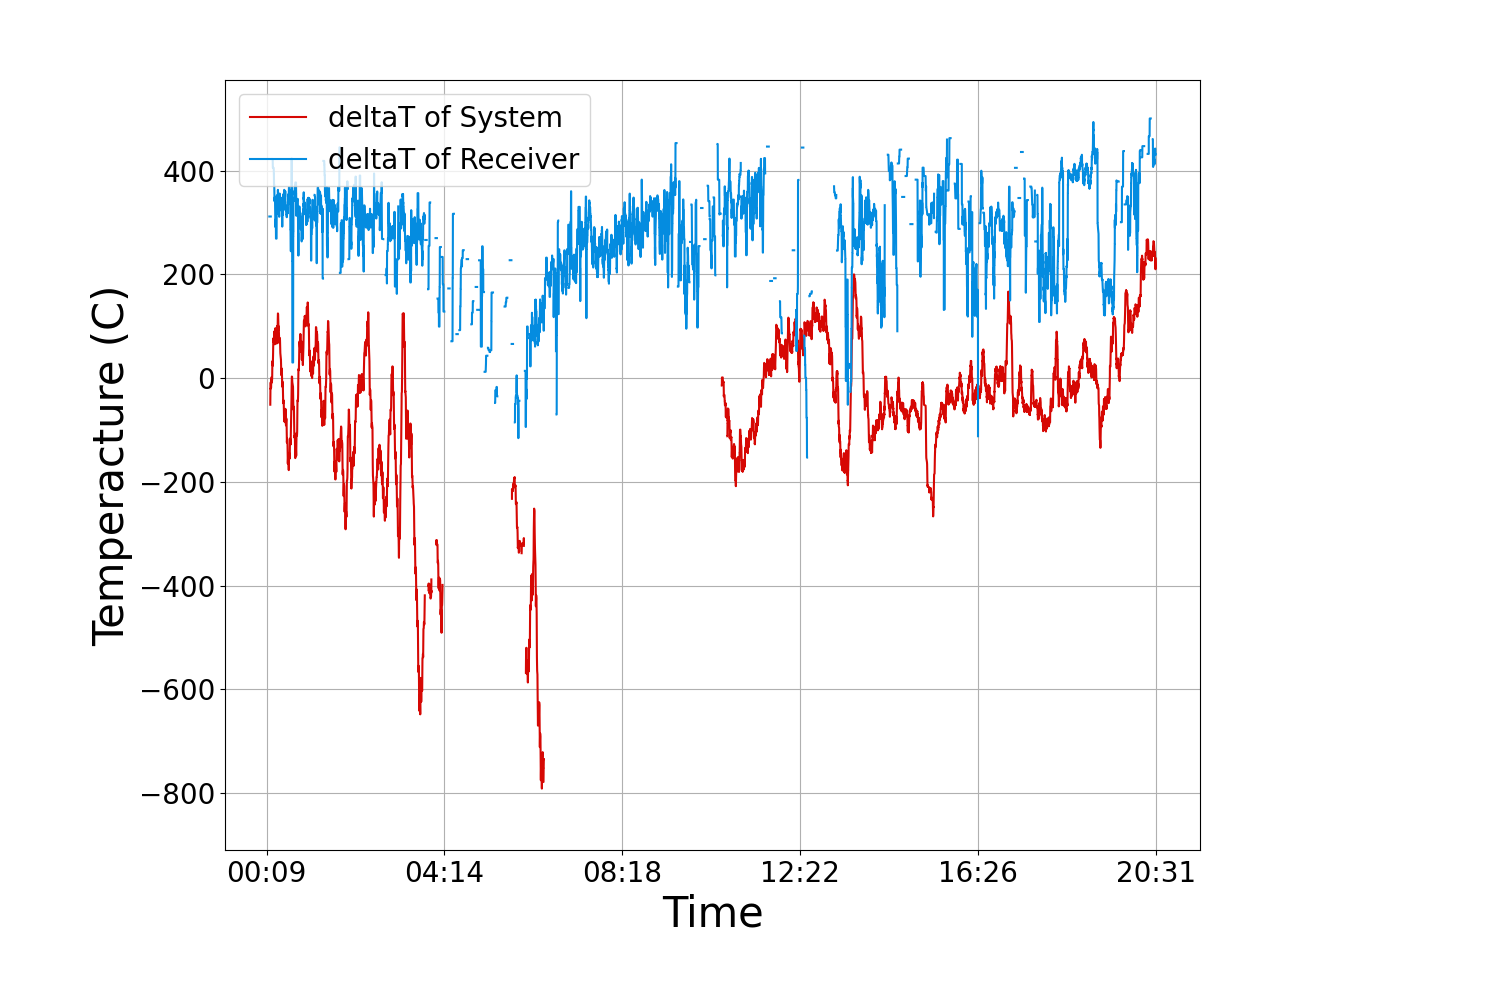 deltaT of System
deltaT of Receiver
400
200
0
−200
−400
−600
−800
Temperacture (C)
00:09 04:14 08:18 12:22 16:26 20:31
Time